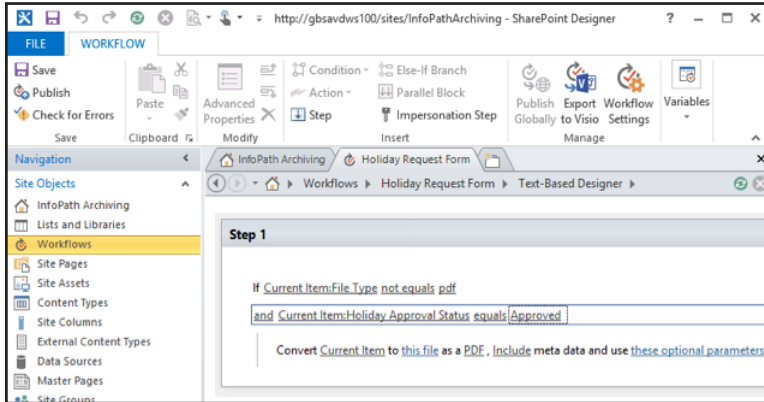 http://gbsavdws100/sites/InfoPathArchiving - SharePoint Designer ?
FILE WORKFLOW
Save
Publish
Check for Errors
Save
Paste
Clipboard
Advanced Properties
Modify
Condition
Action
Step
Else-If Branch
Parallel Block
Impersonation Step
Insert
Publish Globally
Export to Visio
Workflow Settings
Manage
Variables
Navigation
InfoPath Archiving Holiday Request Form
Workflows Holiday Request Form Text-Based Designer
Site Objects
InfoPath Archiving
Lists and Libraries
Workflows
Site Pages
Site Assets
Content Types
Site Columns
External Content Types
Data Sources
Master Pages
Site Groups
Step 1
If Current Item:File Type not equals pdf
and Current Item:Holiday Approval Status equals Approved
Convert Current Item to this file as a PDF , Include meta data and use these optional parameters